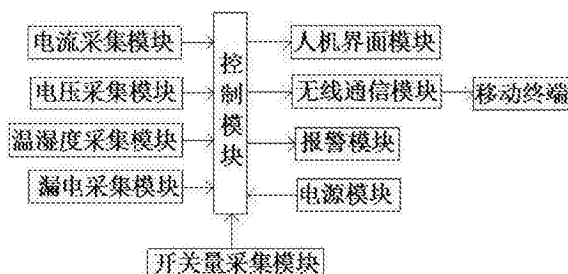 电流采集模块
电压采集模块
温湿度采集模块
漏电采集模块
控制模块
人机界面模块
无线通信模块
移动终端
报警模块
电源模块
开关量采集模块